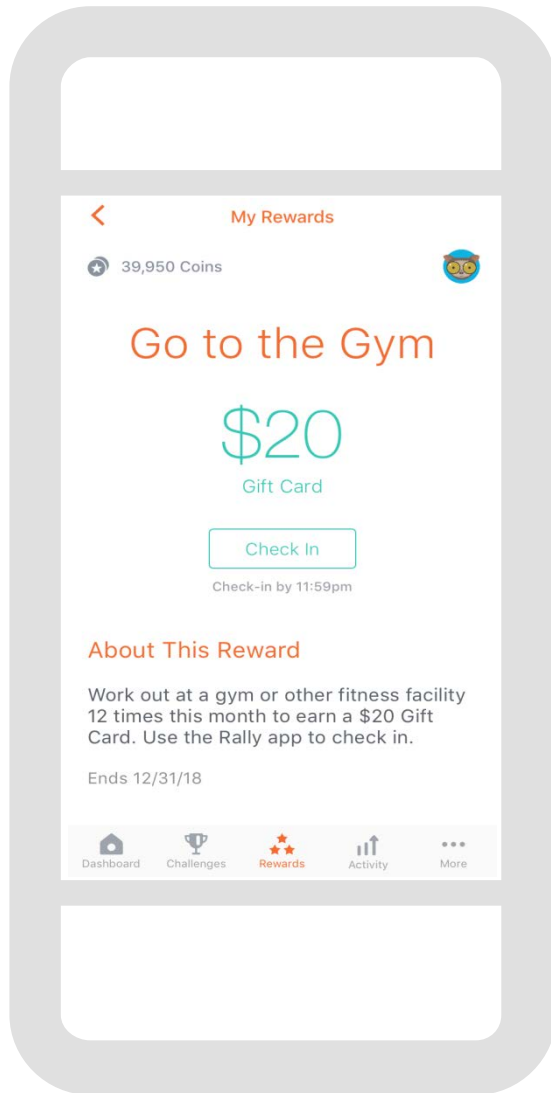 My Rewards
39,950 Coins
Go to the Gym
$20
Gift Card
Check In
Check-in by 11:59pm
About This Reward
Work out at a gym or other fitness facility
12 times this month to earn a $20 Gift
Card. Use the Rally app to check in.
Ends 12/31/18
Dashboard Challenges Rewards Activity More